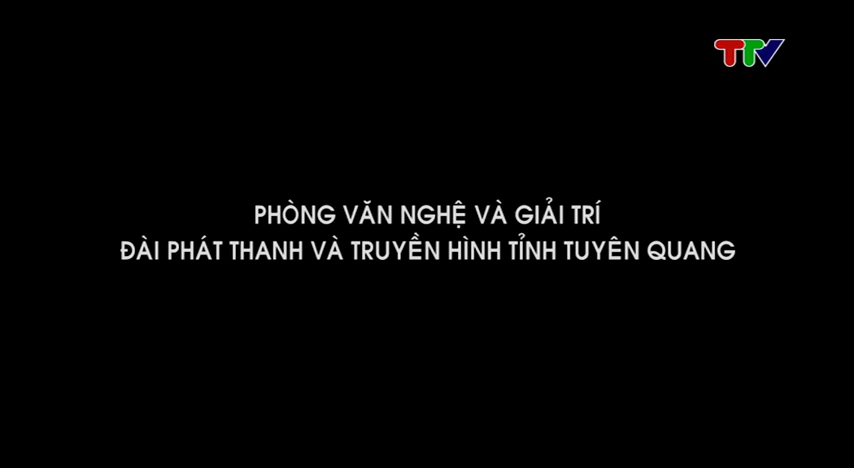 TTV
PHÒNG VĂN NGHỆ VÀ GIẢI TRÍ
ĐÀI PHÁT THANH VÀ TRUYỀN HÌNH TỈNH TUYÊN QUANG